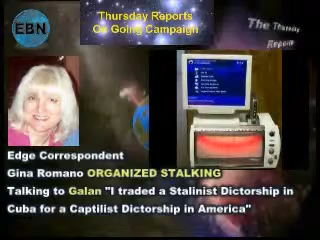 EBN
Thursday Reports
On Going Campaign
The Thursday
Reports
Edge Correspondent
Gina Romano ORGANIZED STALKING
Talking to Galan "I traded a Stalinist Dictorship in
Cuba for a Captilist Dictorship in America"